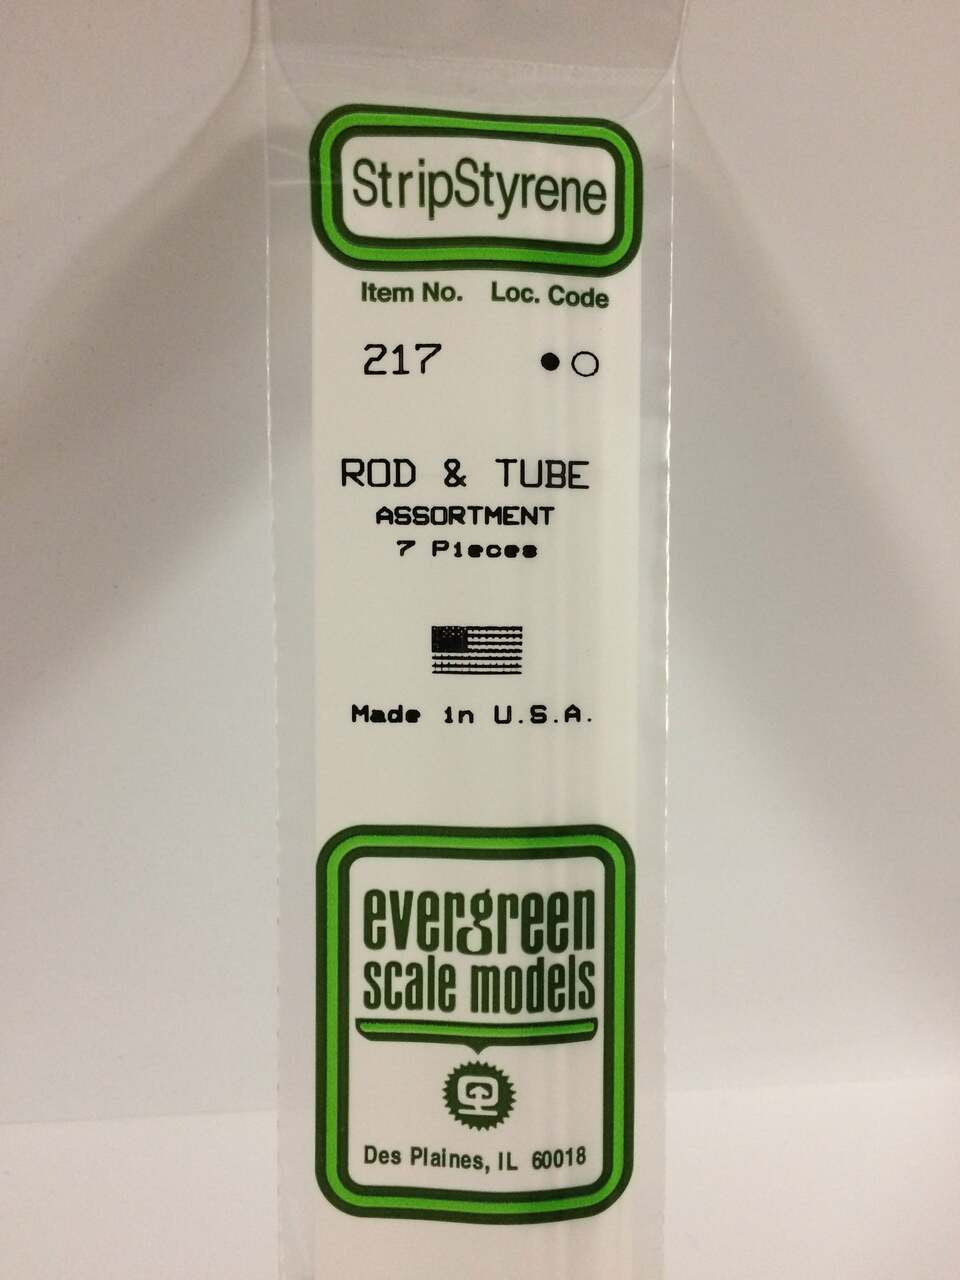 StripStyrene
Item No. Loc. Code
217
ROD & TUBE
ASSORTMENT
7 Pieces
Made in U.S.A.
evergreen
scale models
Des Plaines, IL 60018